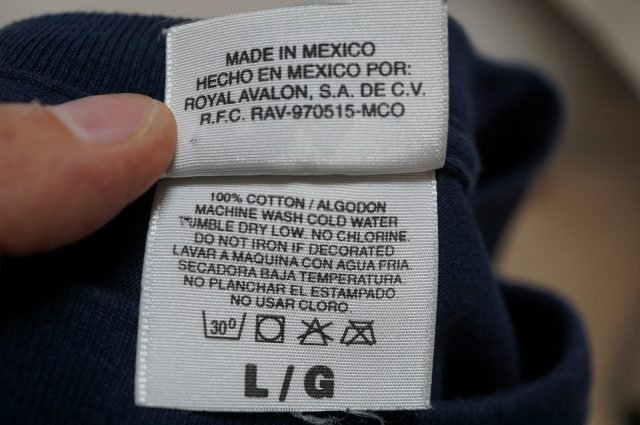 MADE IN MEXICO
HECHO EN MEXICO POR:
ROYAL AVALON, S.A. DE C.V.
R.F.C. RAV-970515-MCO
100% COTTON / ALGODON
MACHINE WASH COLD WATER
TUMBLE DRY LOW. NO CHLORINE.
DO NOT IRON IF DECORATED
LAVAR A MAQUINA CON AGUA FRIA.
SECADORA BAJA TEMPERATURA
NO PLANCHAR EL ESTAMPADO
NO USAR CLORO.
30º
L / G